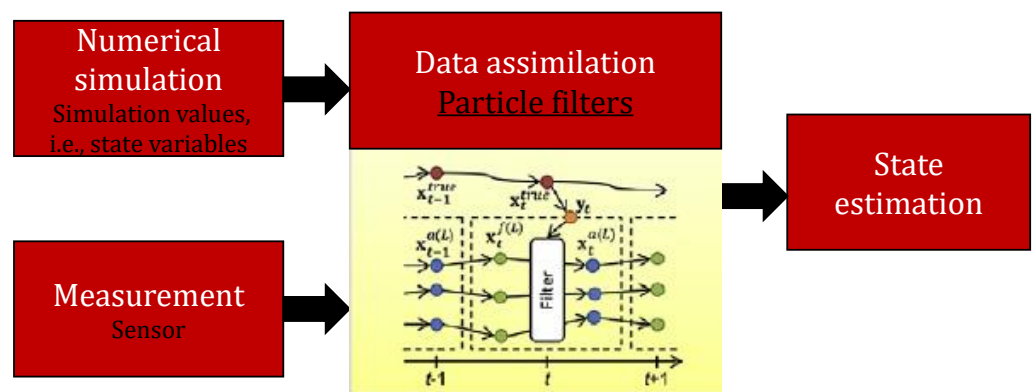 Numerical
simulation
Simulation values,
i.e., state variables
Data assimilation
Particle filters
State
estimation
Measurement
Sensor
x_{t-1}^{true}
x_t^{true}
y_t
x_{t-1}^{a(L)}
x_t^{f(L)}
x_t^{a(L)}
Filter
t-1
t
t+1